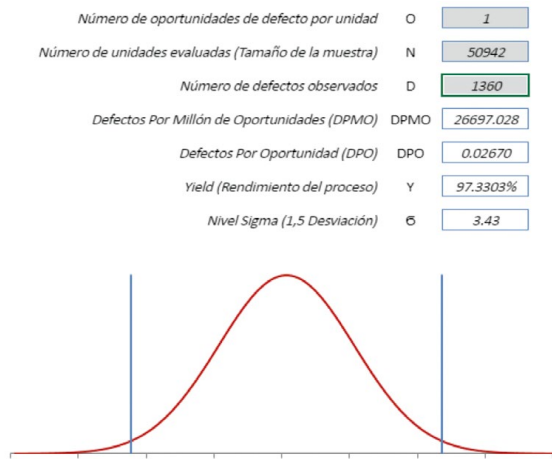 Número de oportunidades de defecto por unidad O 1
Número de unidades evaluadas (Tamaño de la muestra) N 50942
Número de defectos observados D 1360
Defectos Por Millón de Oportunidades (DPMO) DPMO 26697.028
Defectos Por Oportunidad (DPO) DPO 0.02670
Yield (Rendimiento del proceso) Y 97.3303%
Nivel Sigma (1,5 Desviación) Ϭ 3.43